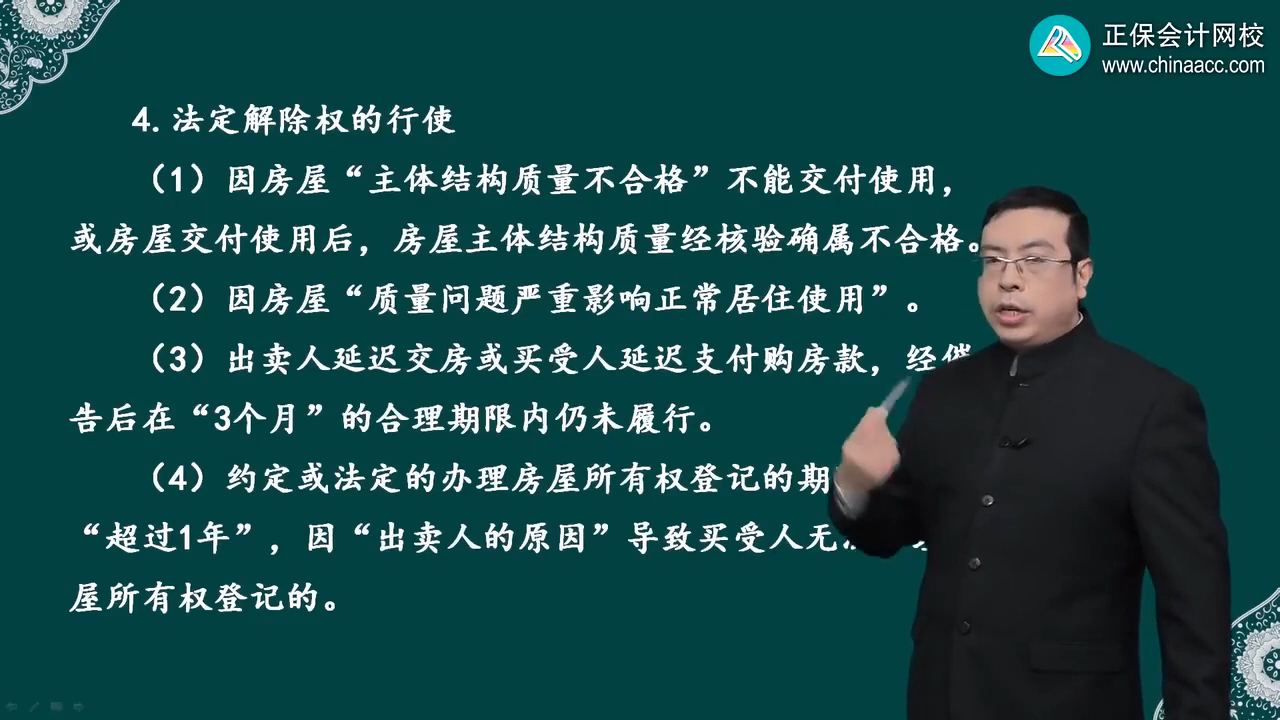 正保会计网校
www.chinaacc.com
4.法定解除权的行使
（1）因房屋“主体结构质量不合格”不能交付使用，
或房屋交付使用后，房屋主体结构质量经核验确属不合格。
（2）因房屋“质量问题严重影响正常居住使用”。
（3）出卖人延迟交房或买受人延迟支付购房款，经催
告后在“3个月”的合理期限内仍未履行。
（4）约定或法定的办理房屋所有权登记的期
“超过1年”，因“出卖人的原因”导致买受人无
屋所有权登记的。